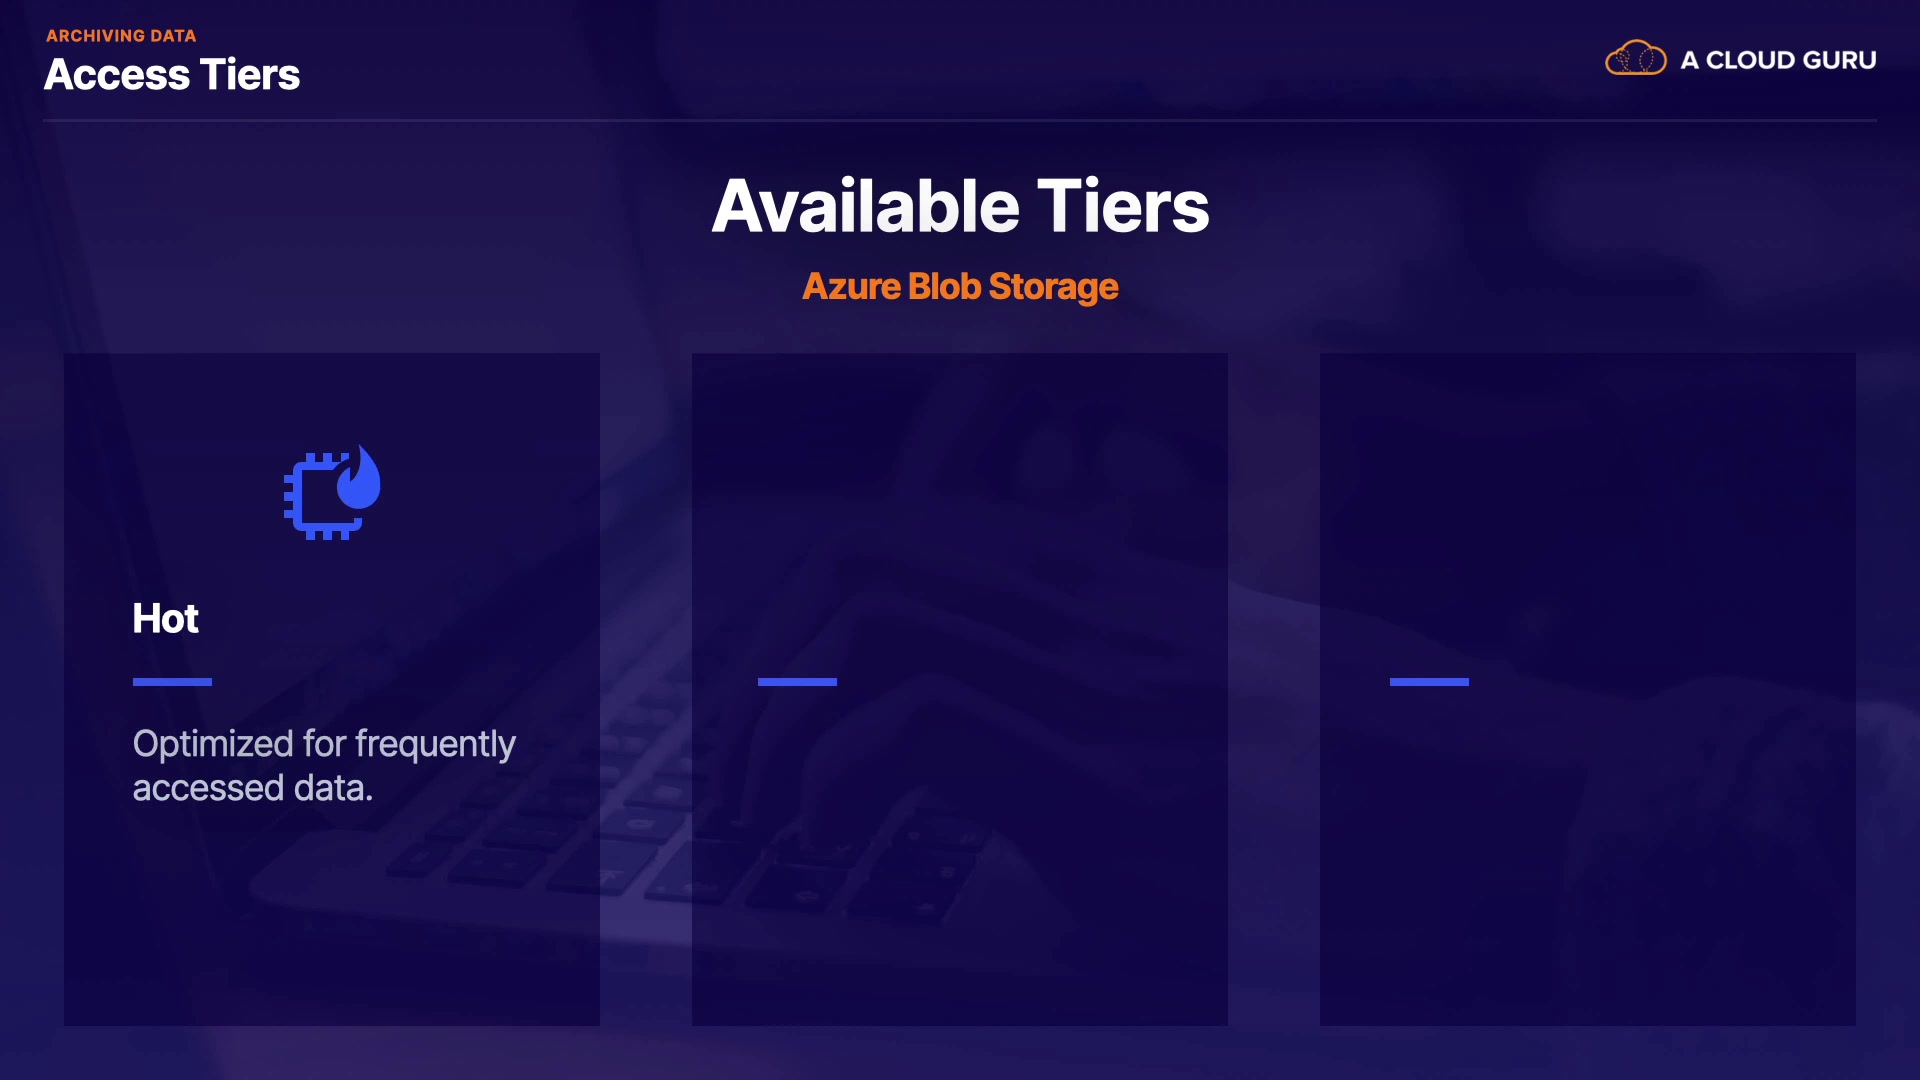 ARCHIVING DATA
Access Tiers
A CLOUD GURU
Available Tiers
Azure Blob Storage
Hot
Optimized for frequently
accessed data.